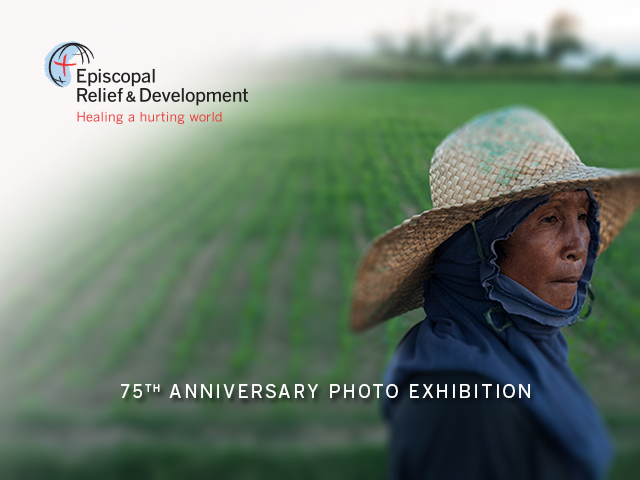 Episcopal
Relief & Development
Healing a hurting world
75TH ANNIVERSARY PHOTO EXHIBITION